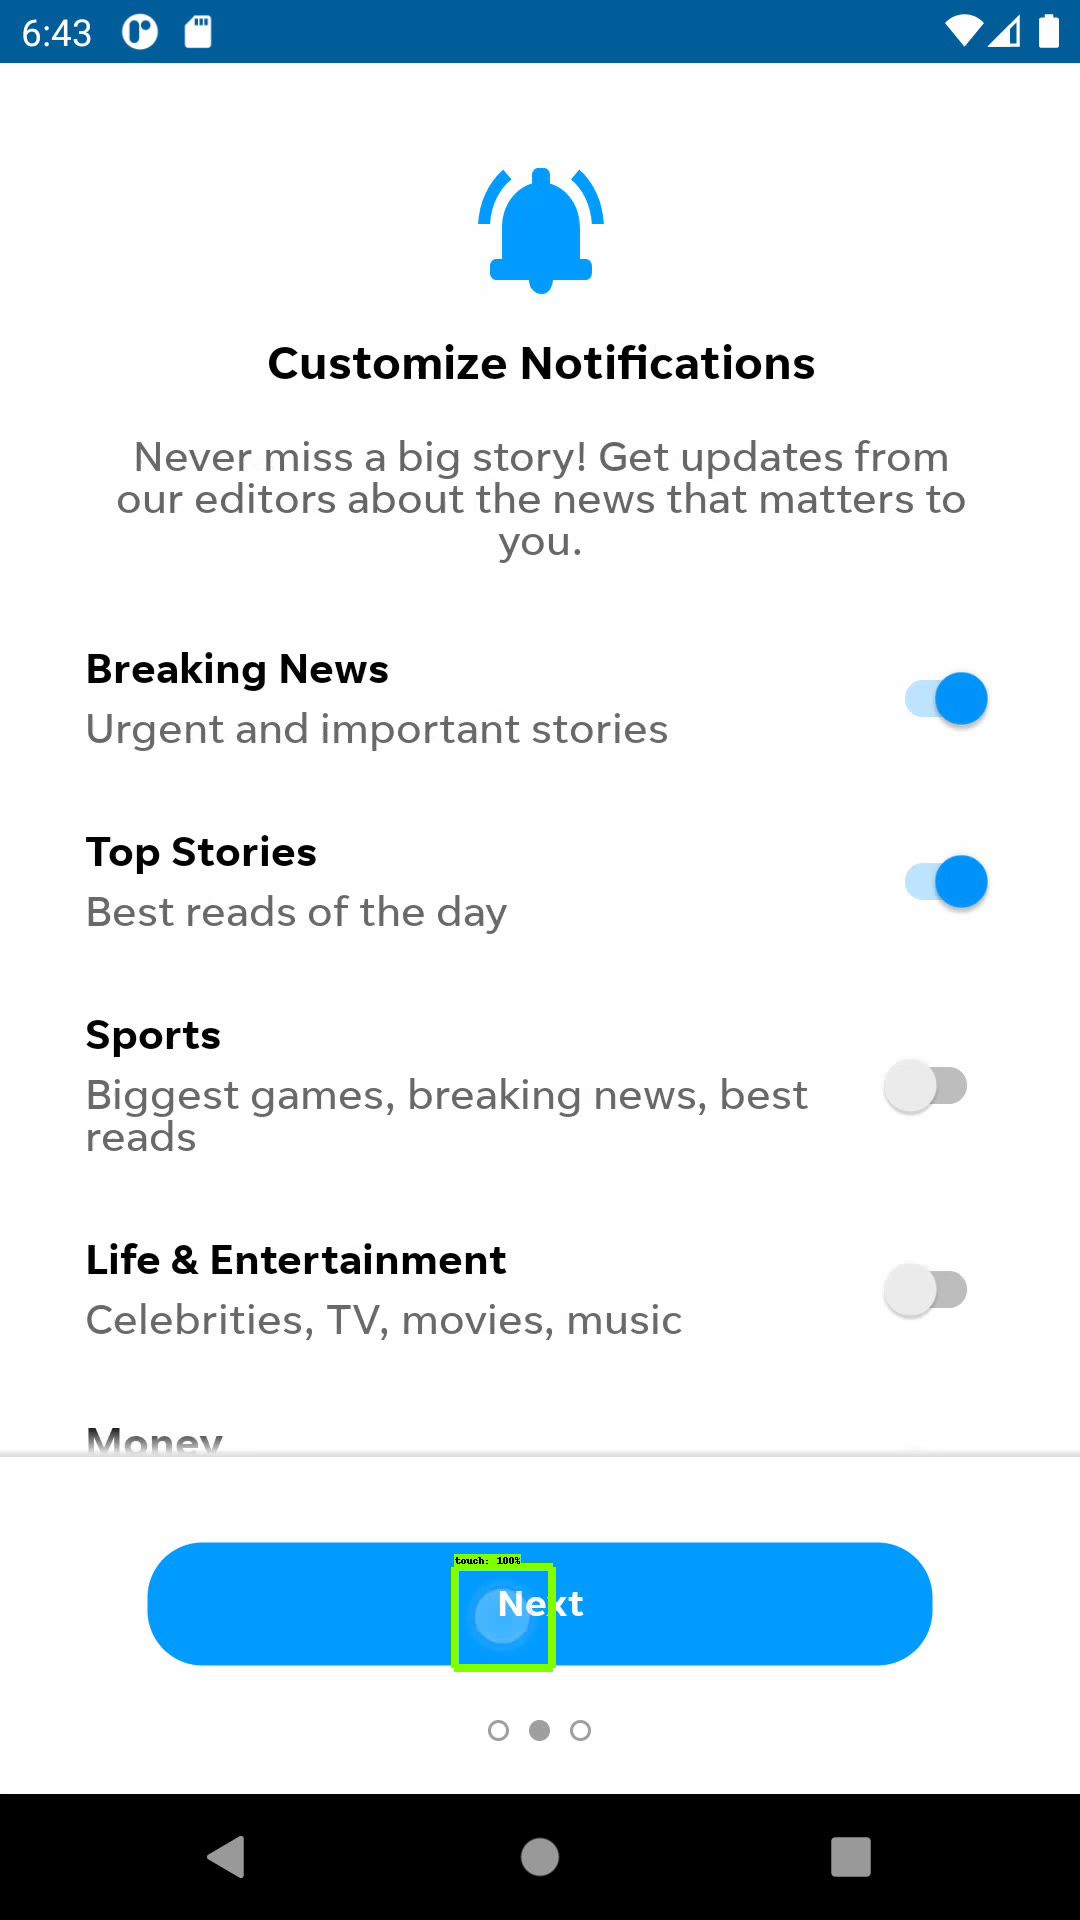 6:43
Customize Notifications
Never miss a big story! Get updates from
our editors about the news that matters to
you.
Breaking News
Urgent and important stories
Top Stories
Best reads of the day
Sports
Biggest games, breaking news, best
reads
Life & Entertainment
Celebrities, TV, movies, music
Money
touch: 100%
Next